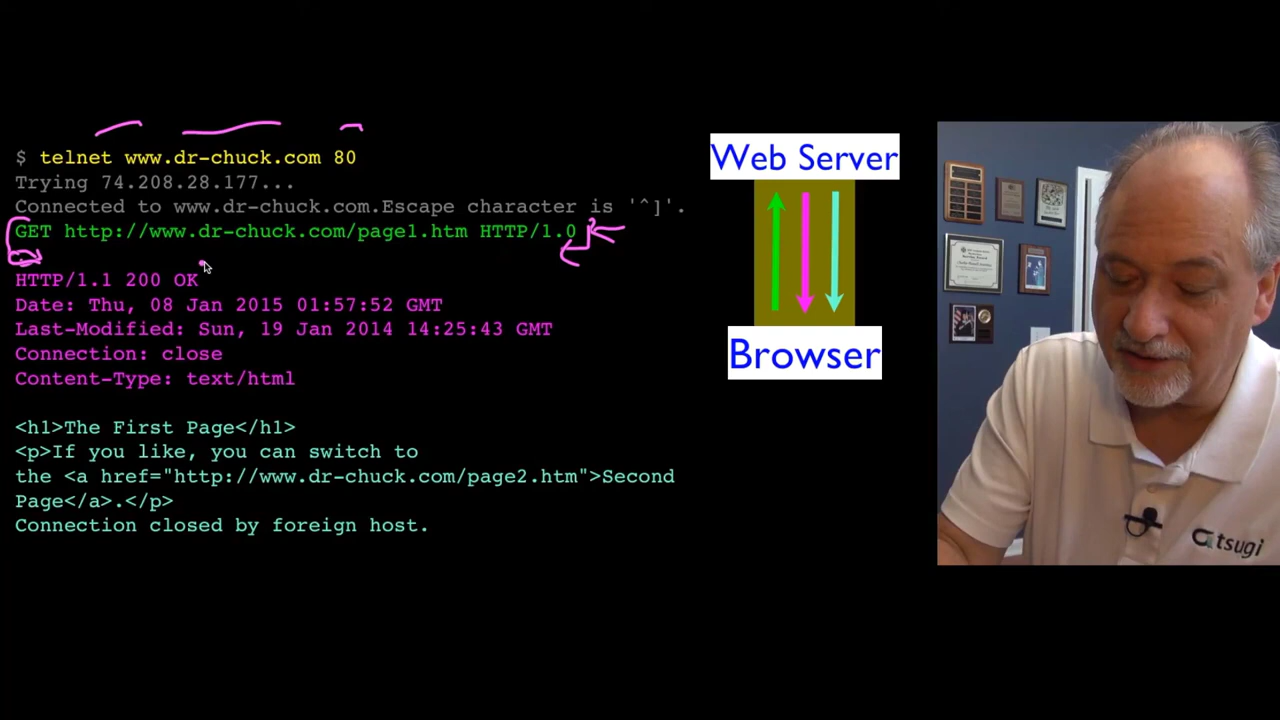 $ telnet www.dr-chuck.com 80
Trying 74.208.28.177...
Connected to www.dr-chuck.com.Escape character is '^]'.
GET http://www.dr-chuck.com/page1.htm HTTP/1.0
HTTP/1.1 200 OK
Date: Thu, 08 Jan 2015 01:57:52 GMT
Last-Modified: Sun, 19 Jan 2014 14:25:43 GMT
Connection: close
Content-Type: text/html
<h1>The First Page</h1>
<p>If you like, you can switch to
the <a href="http://www.dr-chuck.com/page2.htm">Second
Page</a>.</p>
Connection closed by foreign host.
Web Server
Browser
tsugi